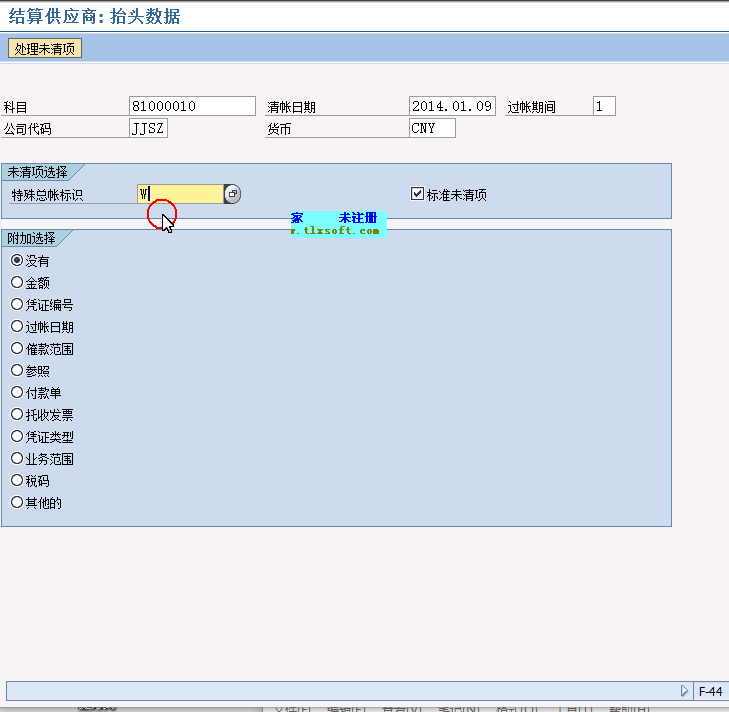 结算供应商: 抬头数据
处理未清项
科目 81000010 清帐日期 2014.01.09 过帐期间 1
公司代码 JJSZ 货币 CNY
未清项选择
特殊总帐标识 W 标准未清项
家 未注册
w.tlxsoft.com
附加选择
没有
金额
凭证编号
过帐日期
催款范围
参照
付款单
托收发票
凭证类型
业务范围
税码
其他的
F-44